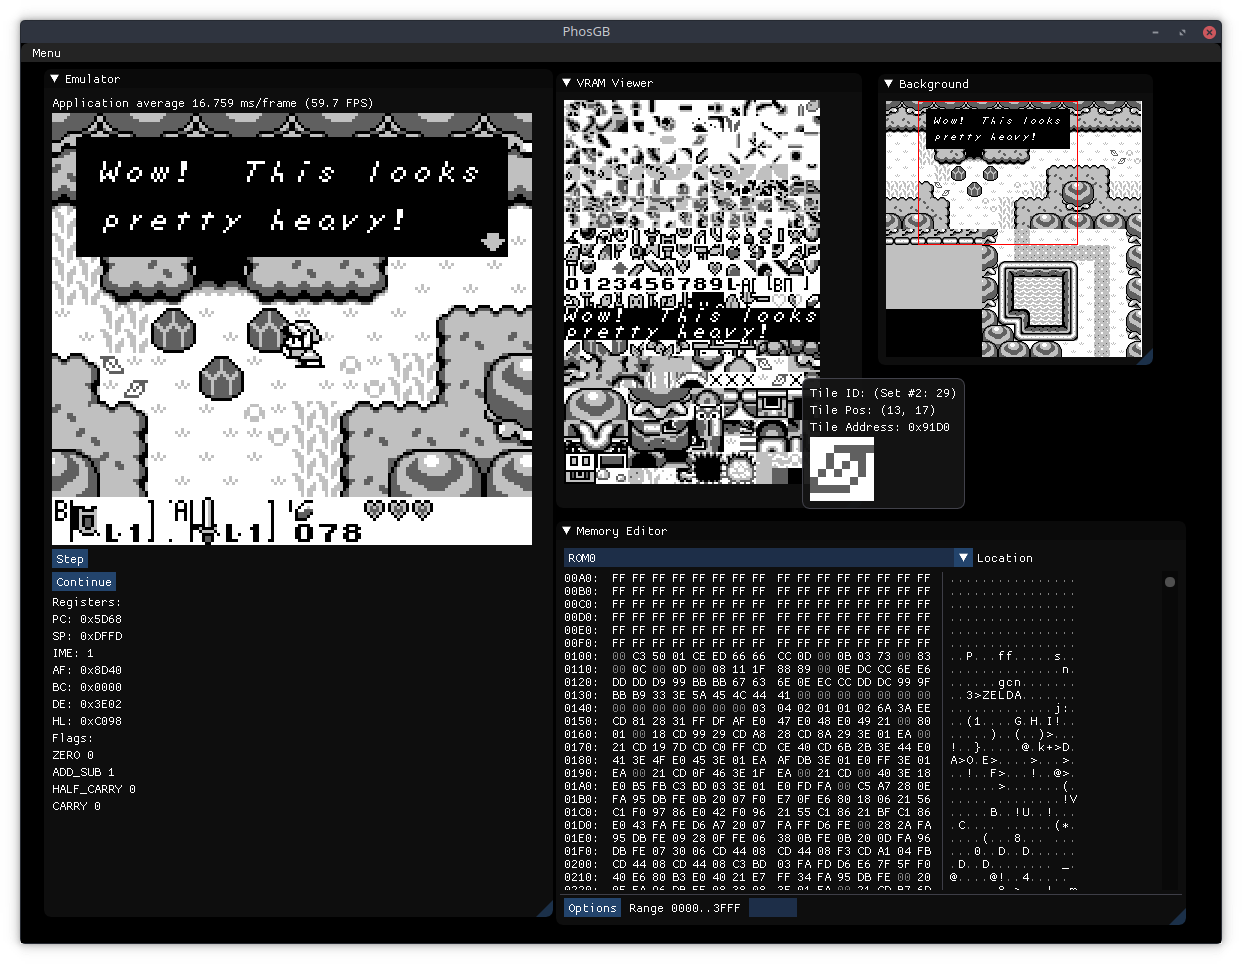 PhosGB
Menu
Emulator
Application average 16.759 ms/frame (59.7 FPS)
Wow! This looks
pretty heavy!
B L-1 ] . A L-1 ] 078
Step
Continue
Registers:
PC: 0x5D68
SP: 0xDFFD
IME: 1
AF: 0x8D40
BC: 0x0000
DE: 0x3E02
HL: 0xC098
Flags:
ZERO 0
ADD_SUB 1
HALF_CARRY 0
CARRY 0
VRAM Viewer
0123456789L-A[ [B
Wow! This looks
pretty heavy!
Tile ID: (Set #2: 29)
Tile Pos: (13, 17)
Tile Address: 0x91D0
Background
Wow! This looks
pretty heavy!
Memory Editor
ROM0 Location
00A0: FF FF FF FF FF FF FF FF FF FF FF FF FF FF FF FF ................
00B0: FF FF FF FF FF FF FF FF FF FF FF FF FF FF FF FF ................
00C0: FF FF FF FF FF FF FF FF FF FF FF FF FF FF FF FF ................
00D0: FF FF FF FF FF FF FF FF FF FF FF FF FF FF FF FF ................
00E0: FF FF FF FF FF FF FF FF FF FF FF FF FF FF FF FF ................
00F0: FF FF FF FF FF FF FF FF FF FF FF FF FF FF FF FF ................
0100: 00 C3 50 01 CE ED 66 66 CC 0D 00 0B 03 73 00 83 ..P...ff.....s..
0110: 00 0C 00 0D 00 08 11 1F 88 89 00 0E DC CC 6E E6 ..............n.
0120: DD DD D9 99 BB BB 67 63 6E 0E EC CC DD DC 99 9F ......gcn.......
0130: BB B9 33 3E 5A 45 4C 44 41 00 00 00 00 00 00 00 ..3>ZELDA.......
0140: 00 00 00 00 00 00 00 03 04 02 01 01 02 6A 3A EE .............j:.
0150: CD 81 28 31 FF DF AF E0 47 E0 48 E0 49 21 00 80 ..(1....G.H.I!..
0160: 01 00 18 CD 99 29 CD A8 28 CD 8A 29 3E 01 EA 00 .....)..(..)>...
0170: 21 CD 19 7D CD C0 FF CD CE 40 CD 6B 2B 3E 44 E0 !..}.....@.k+>D.
0180: 41 3E 4F E0 45 3E 01 EA AF DB 3E 01 E0 FF 3E 01 A>O.E>....>...>.
0190: EA 00 21 CD 0F 46 3E 1F EA 00 21 CD 00 40 3E 18 ..!..F>...!..@>.
01A0: E0 B5 FB C3 BD 03 3E 01 E0 FD FA 00 C5 A7 28 0E ......>.......(.
01B0: FA 95 DB FE 0B 20 07 F0 E7 0F E6 80 18 06 21 56 ..... ........!V
01C0: C1 F0 97 86 E0 42 F0 96 21 55 C1 86 21 BF C1 86 .....B..!U..!...
01D0: E0 43 FA FE D6 A7 20 07 FA FF D6 FE 00 28 2A FA .C.... ......(*.
01E0: 95 DB FE 09 28 0F FE 06 38 0B FE 0B 20 0D FA 96 ....(...8... ...
01F0: DB FE 07 30 06 CD 44 08 CD 44 08 F3 CD A1 04 FB ...0..D..D......
0200: CD 44 08 CD 44 08 C3 BD 03 FA FD D6 E6 7F 5F F0 .D..D........._.
0210: 40 E6 80 B3 E0 40 21 E7 FF 34 FA 95 DB FE 00 20 @....@!..4.....
Options Range 0000..3FFF